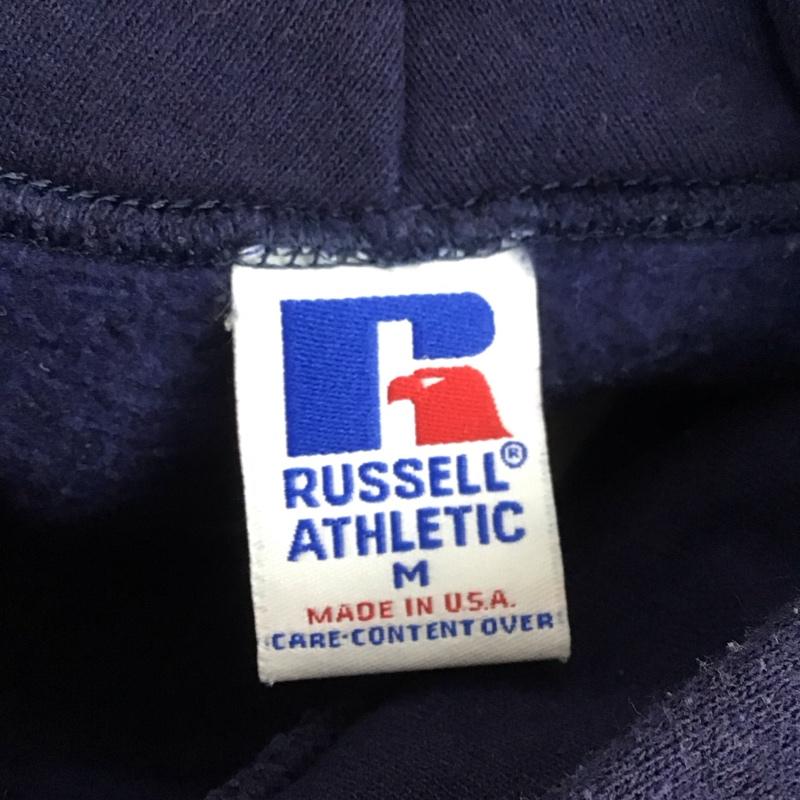 RUSSELL®
ATHLETIC
M
MADE IN U.S.A.
CARE·CONTENT OVER